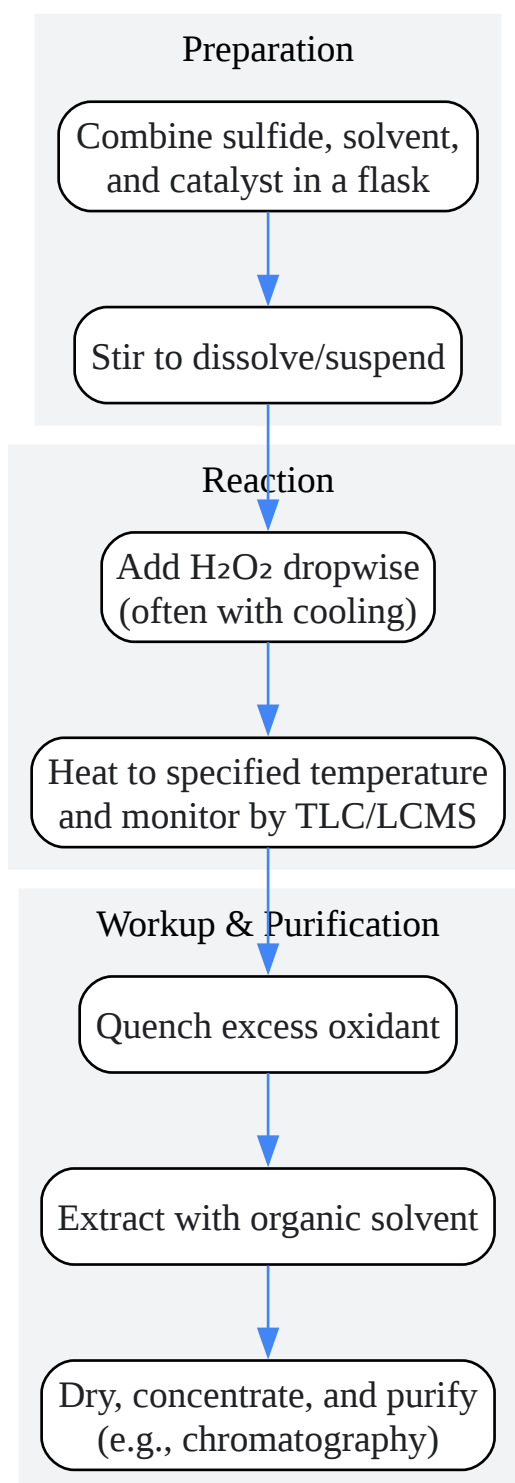 Preparation
Combine sulfide, solvent,
and catalyst in a flask
Stir to dissolve/suspend
Reaction
Add H₂O₂ dropwise
(often with cooling)
Heat to specified temperature
and monitor by TLC/LCMS
Workup & Purification
Quench excess oxidant
Extract with organic solvent
Dry, concentrate, and purify
(e.g., chromatography)